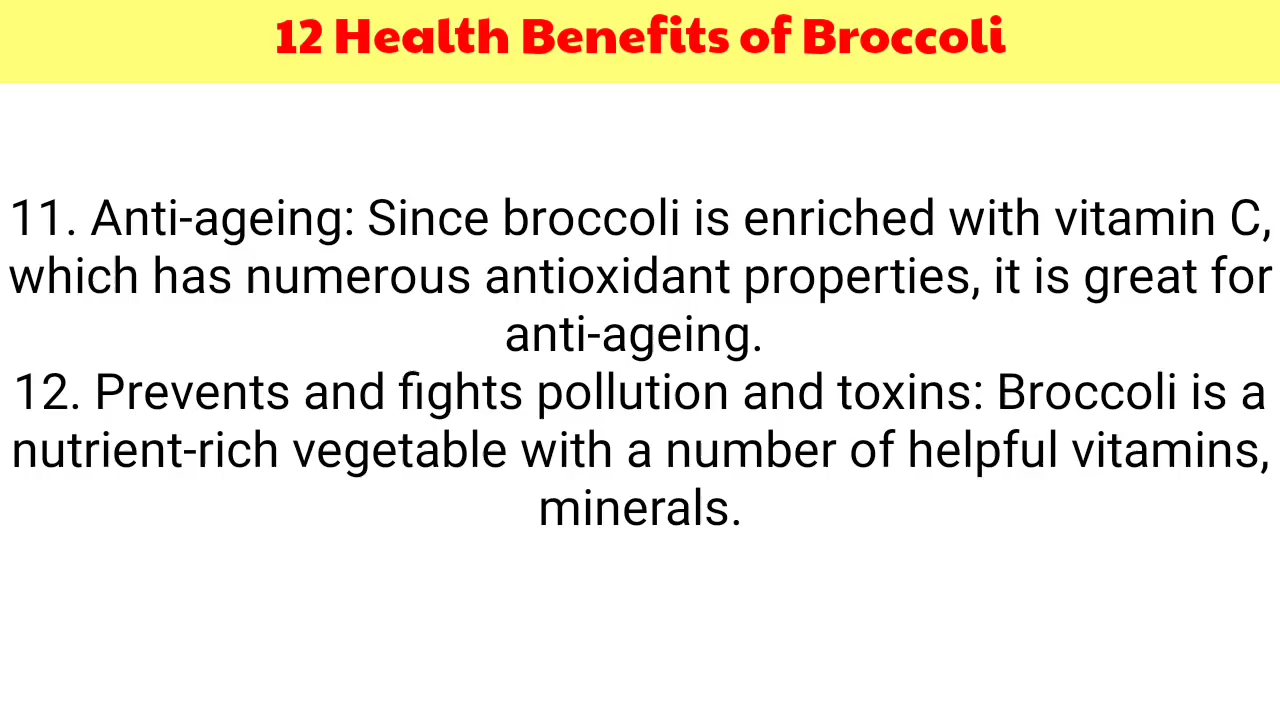 12 Health Benefits of Broccoli
11. Anti-ageing: Since broccoli is enriched with vitamin C,
which has numerous antioxidant properties, it is great for
anti-ageing.
12. Prevents and fights pollution and toxins: Broccoli is a
nutrient-rich vegetable with a number of helpful vitamins,
minerals.